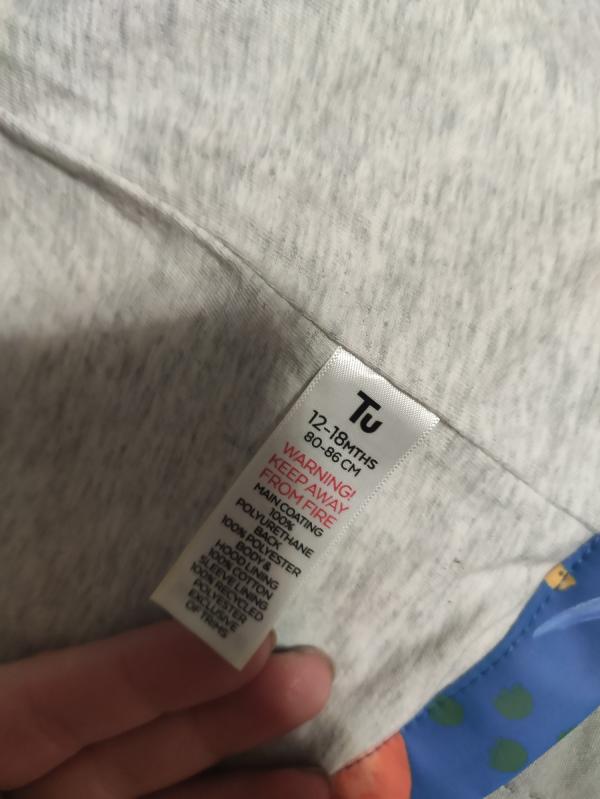 Tu
12-18MTHS
80-86 CM
WARNING!
KEEP AWAY
FROM FIRE
MAIN COATING
100%
POLYURETHANE
BACK
100% POLYESTER
BODY &
HOOD LINING
100% COTTON
SLEEVE LINING
100% RECYCLED
POLYESTER
EXCLUSIVE
OF TRIMS